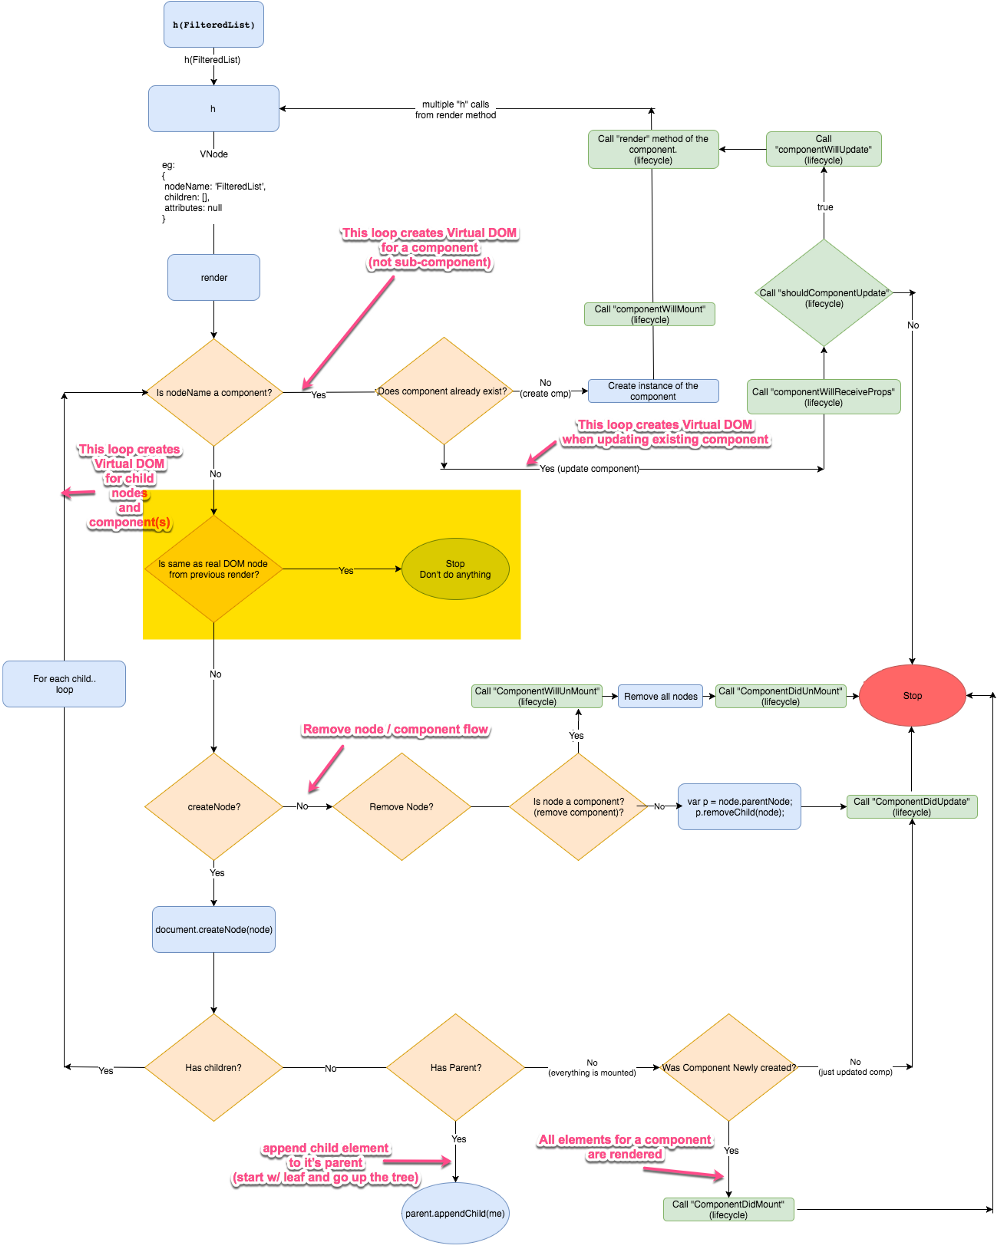 h(FilteredList)
h(FilteredList)
h
multiple "h" calls
from render method
Call "render" method of the
component.
(lifecycle)
Call
"componentWillUpdate"
(lifecycle)
VNode
eg:
{
nodeName: 'FilteredList',
children: [],
attributes: null
}
true
This loop creates Virtual DOM
for a component
(not sub-component)
render
Call "shouldComponentUpdate"
(lifecycle)
No
Call "componentWillMount"
(lifecycle)
Is nodeName a component?
Yes
Does component already exist?
No
(create cmp)
Create instance of the
component
Call "componentWillReceiveProps"
(lifecycle)
This loop creates Virtual DOM
when updating existing component
Yes (update component)
This loop creates
Virtual DOM
for child
nodes
and
component(s)
No
Is same as real DOM node
from previous render?
Yes
Stop
Don't do anything
No
For each child..
loop
Call "ComponentWillUnMount"
(lifecycle)
Remove all nodes
Call "ComponentDidUnMount"
(lifecycle)
Stop
Remove node / component flow
Yes
createNode?
No
Remove Node?
Is node a component?
(remove component)?
No
var p = node.parentNode;
p.removeChild(node);
Call "ComponentDidUpdate"
(lifecycle)
Yes
document.createNode(node)
Yes
Has children?
No
Has Parent?
No
(everything is mounted)
Was Component Newly created?
No
(just updated comp)
Yes
append child element
to it's parent
(start w/ leaf and go up the tree)
All elements for a component
are rendered
Yes
parent.appendChild(me)
Call "ComponentDidMount"
(lifecycle)